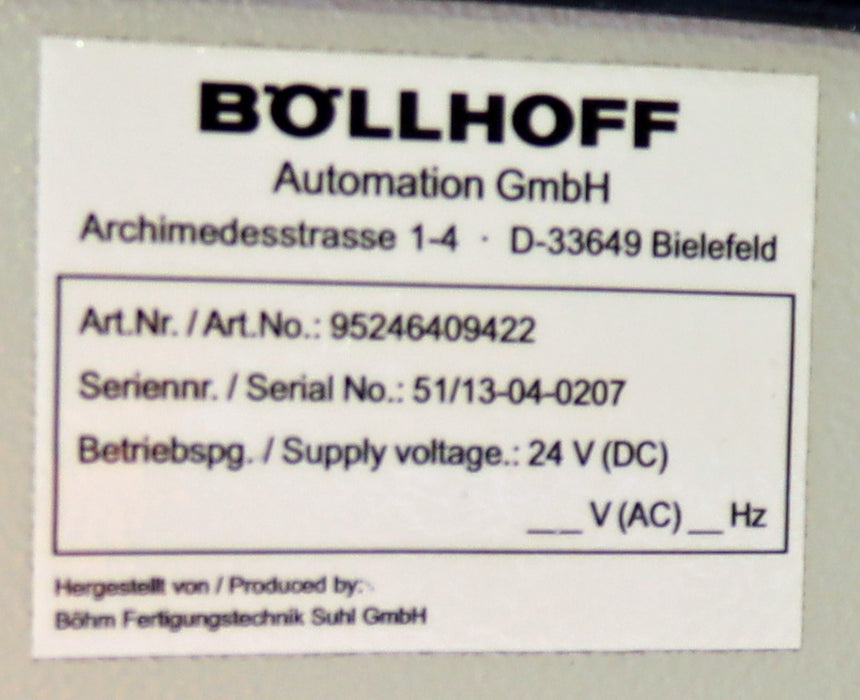 BÖLLHOFF
Automation GmbH
Archimedesstrasse 1-4 · D-33649 Bielefeld
Art.Nr. / Art.No.: 95246409422
Seriennr. / Serial No.: 51/13-04-0207
Betriebspg. / Supply voltage.: 24 V (DC)
__ V (AC) __ Hz
Hergestellt von / Produced by:
Böhm Fertigungstechnik Suhl GmbH